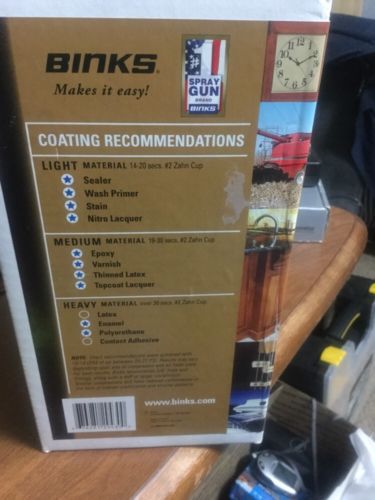 BINKS
Makes it easy!
#1
SPRAY
GUN
BRAND
BINKS
COATING RECOMMENDATIONS
LIGHT MATERIAL 14-20 secs. #2 Zahn Cup
Sealer
Wash Primer
Stain
Nitro Lacquer
MEDIUM MATERIAL 19-30 secs. #2 Zahn Cup
Epoxy
Varnish
Thinned Latex
Topcoat Lacquer
HEAVY MATERIAL over 30 secs. #2 Zahn Cup
Latex
Enamel
Polyurethane
Contact Adhesive
NOTE:
www.binks.com